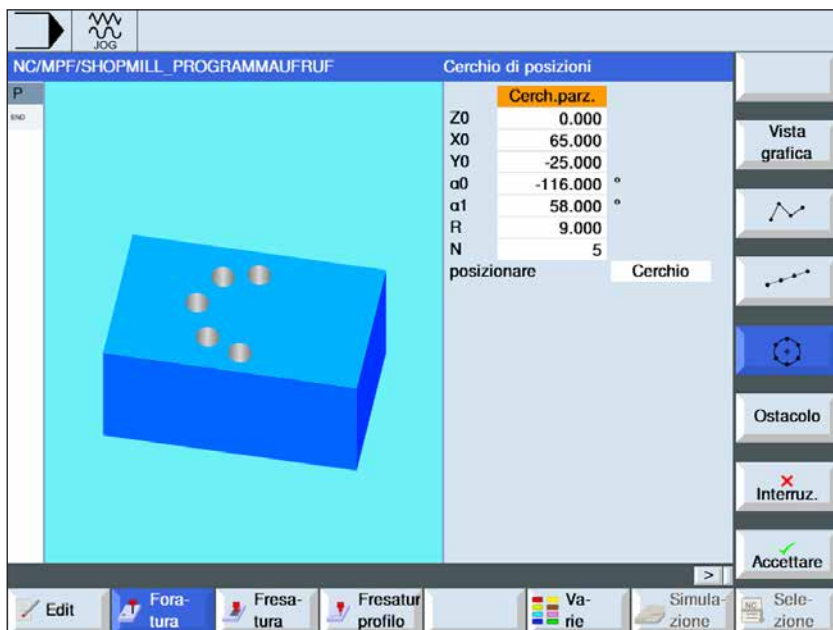 JOG
NC/MPF/SHOPMILL_PROGRAMMAUFRUF
Cerchio di posizioni
P
END
Cerch.parz.
Z0 0.000
X0 65.000
Y0 -25.000
α0 -116.000 °
α1 58.000 °
R 9.000
N 5
posizionare Cerchio
Vista
grafica
Ostacolo
Interruz.
Accettare
>
Edit
Fora-
tura
Fresa-
tura
Fresatur
profilo
Va-
rie
Simula-
zione
NC
Sele-
zione